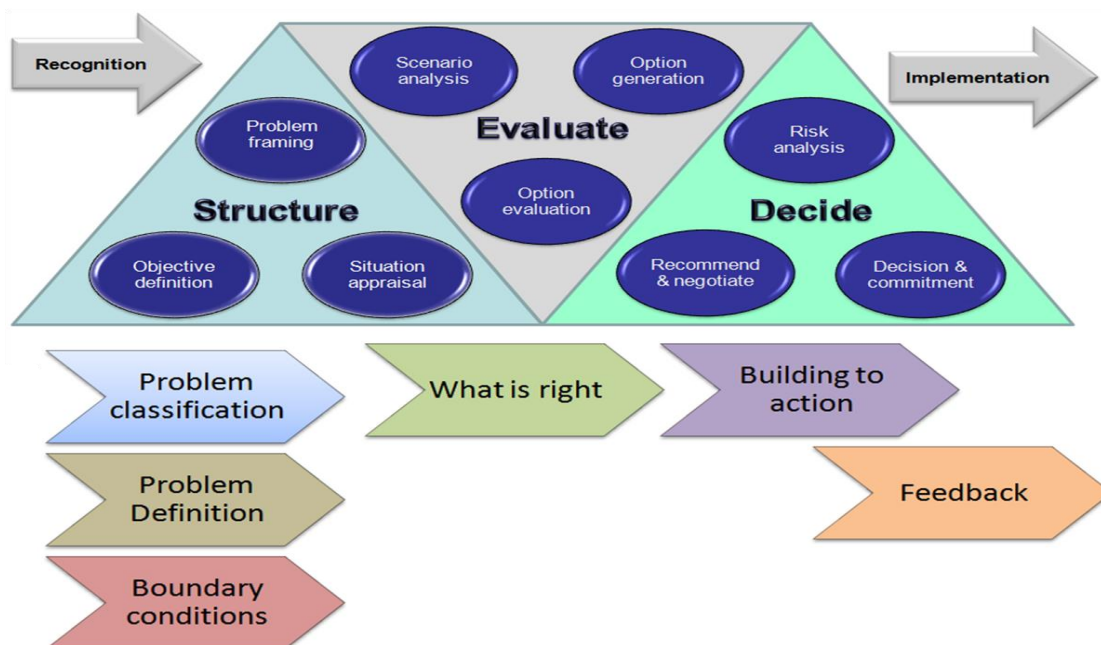 Recognition
Scenario
analysis
Option
generation
Implementation
Problem
framing
Evaluate
Risk
analysis
Structure
Option
evaluation
Decide
Objective
definition
Situation
appraisal
Recommend
& negotiate
Decision &
commitment
Problem
classification
What is right
Building to
action
Problem
Definition
Feedback
Boundary
conditions